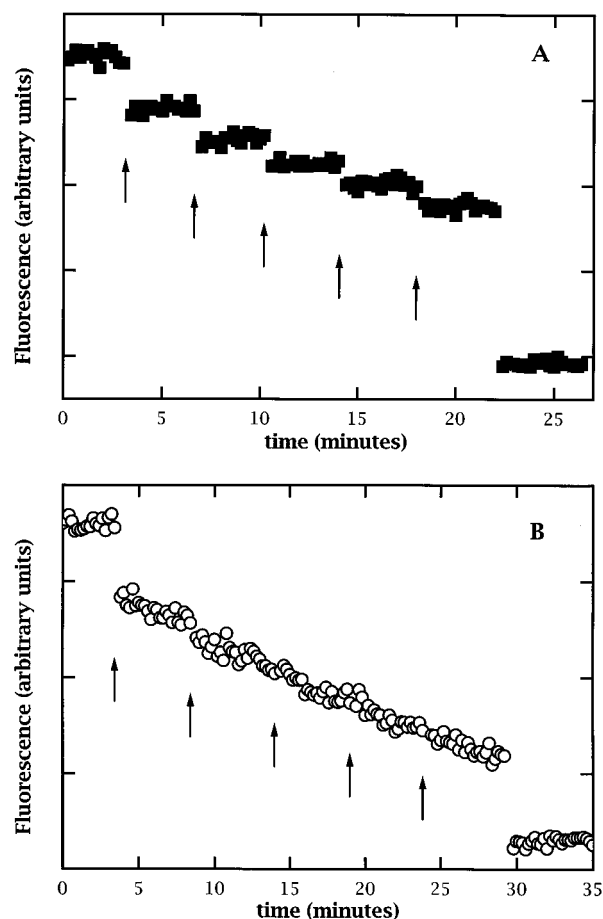 A
Fluorescence (arbitrary units)
0 5 10 15 20 25
time (minutes)
B
Fluorescence (arbitrary units)
0 5 10 15 20 25 30 35
time (minutes)